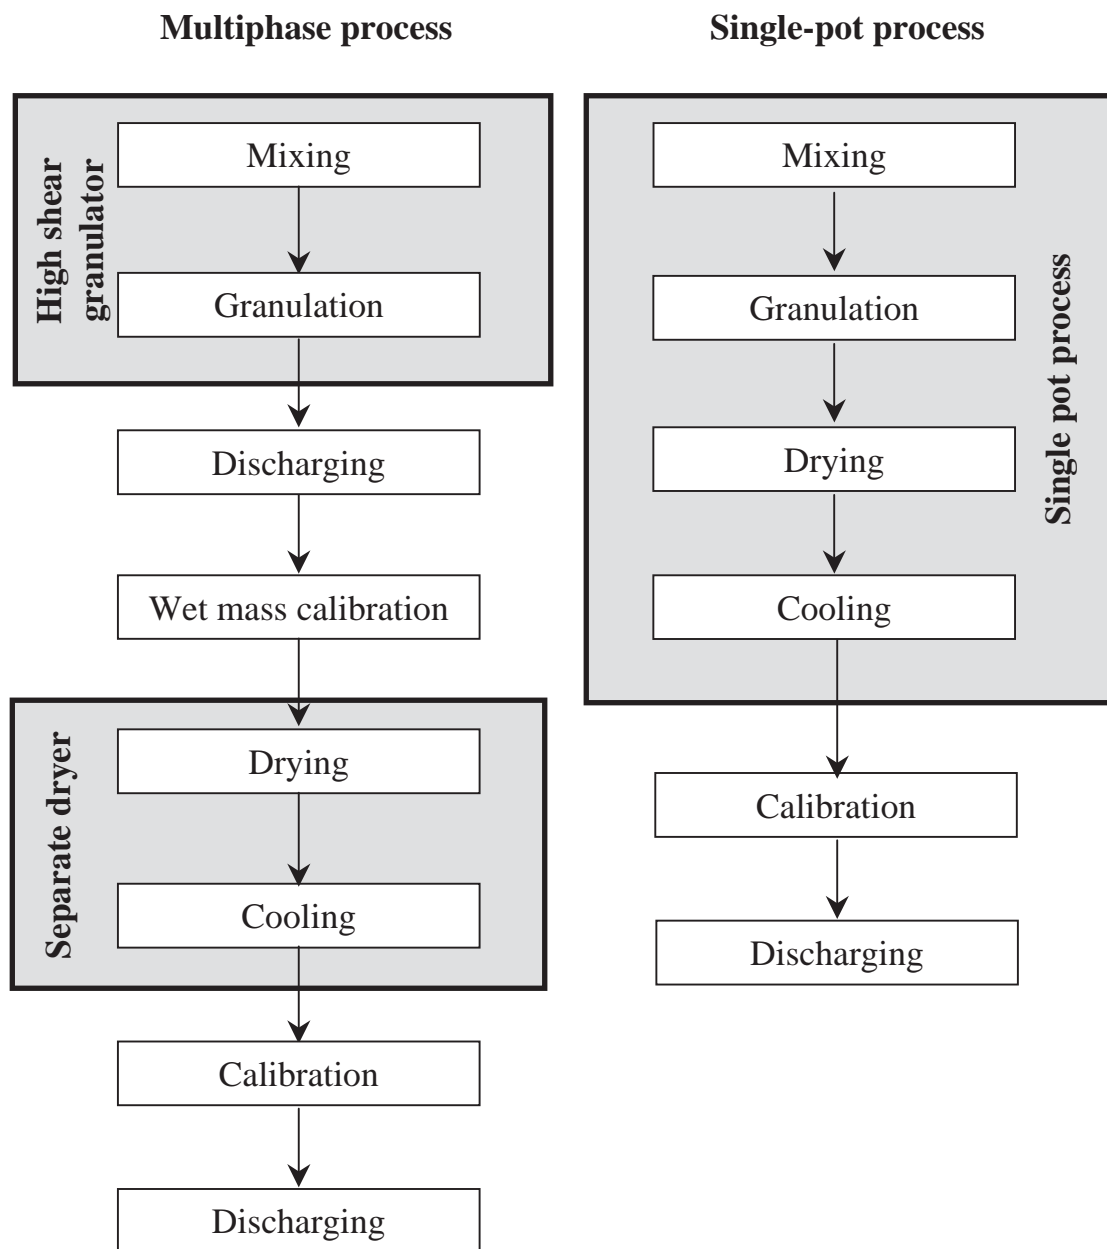 Multiphase process
High shear
granulator
Mixing
Granulation
Discharging
Wet mass calibration
Separate dryer
Drying
Cooling
Calibration
Discharging
Single-pot process
Mixing
Granulation
Drying
Cooling
Single pot process
Calibration
Discharging